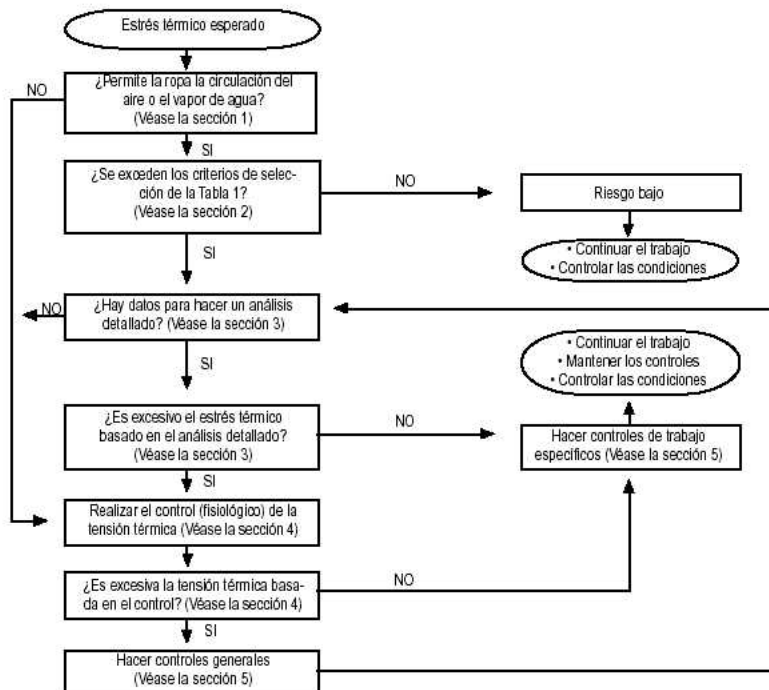 Estrés térmico esperado
¿Permite la ropa la circulación del
aire o el vapor de agua?
(Véase la sección 1)
NO
SI
¿Se exceden los criterios de selec-
ción de la Tabla 1?
(Véase la sección 2)
NO
Riesgo bajo
SI
• Continuar el trabajo
• Controlar las condiciones
¿Hay datos para hacer un análisis
detallado? (Véase la sección 3)
NO
SI
• Continuar el trabajo
• Mantener los controles
• Controlar las condiciones
¿Es excesivo el estrés térmico
basado en el análisis detallado?
(Véase la sección 3)
NO
Hacer controles de trabajo
específicos (Véase la sección 5)
SI
Realizar el control (fisiológico) de la
tensión térmica (Véase la sección 4)
¿Es excesiva la tensión térmica basa-
da en el control? (Véase la sección 4)
NO
SI
Hacer controles generales
(Véase la sección 5)